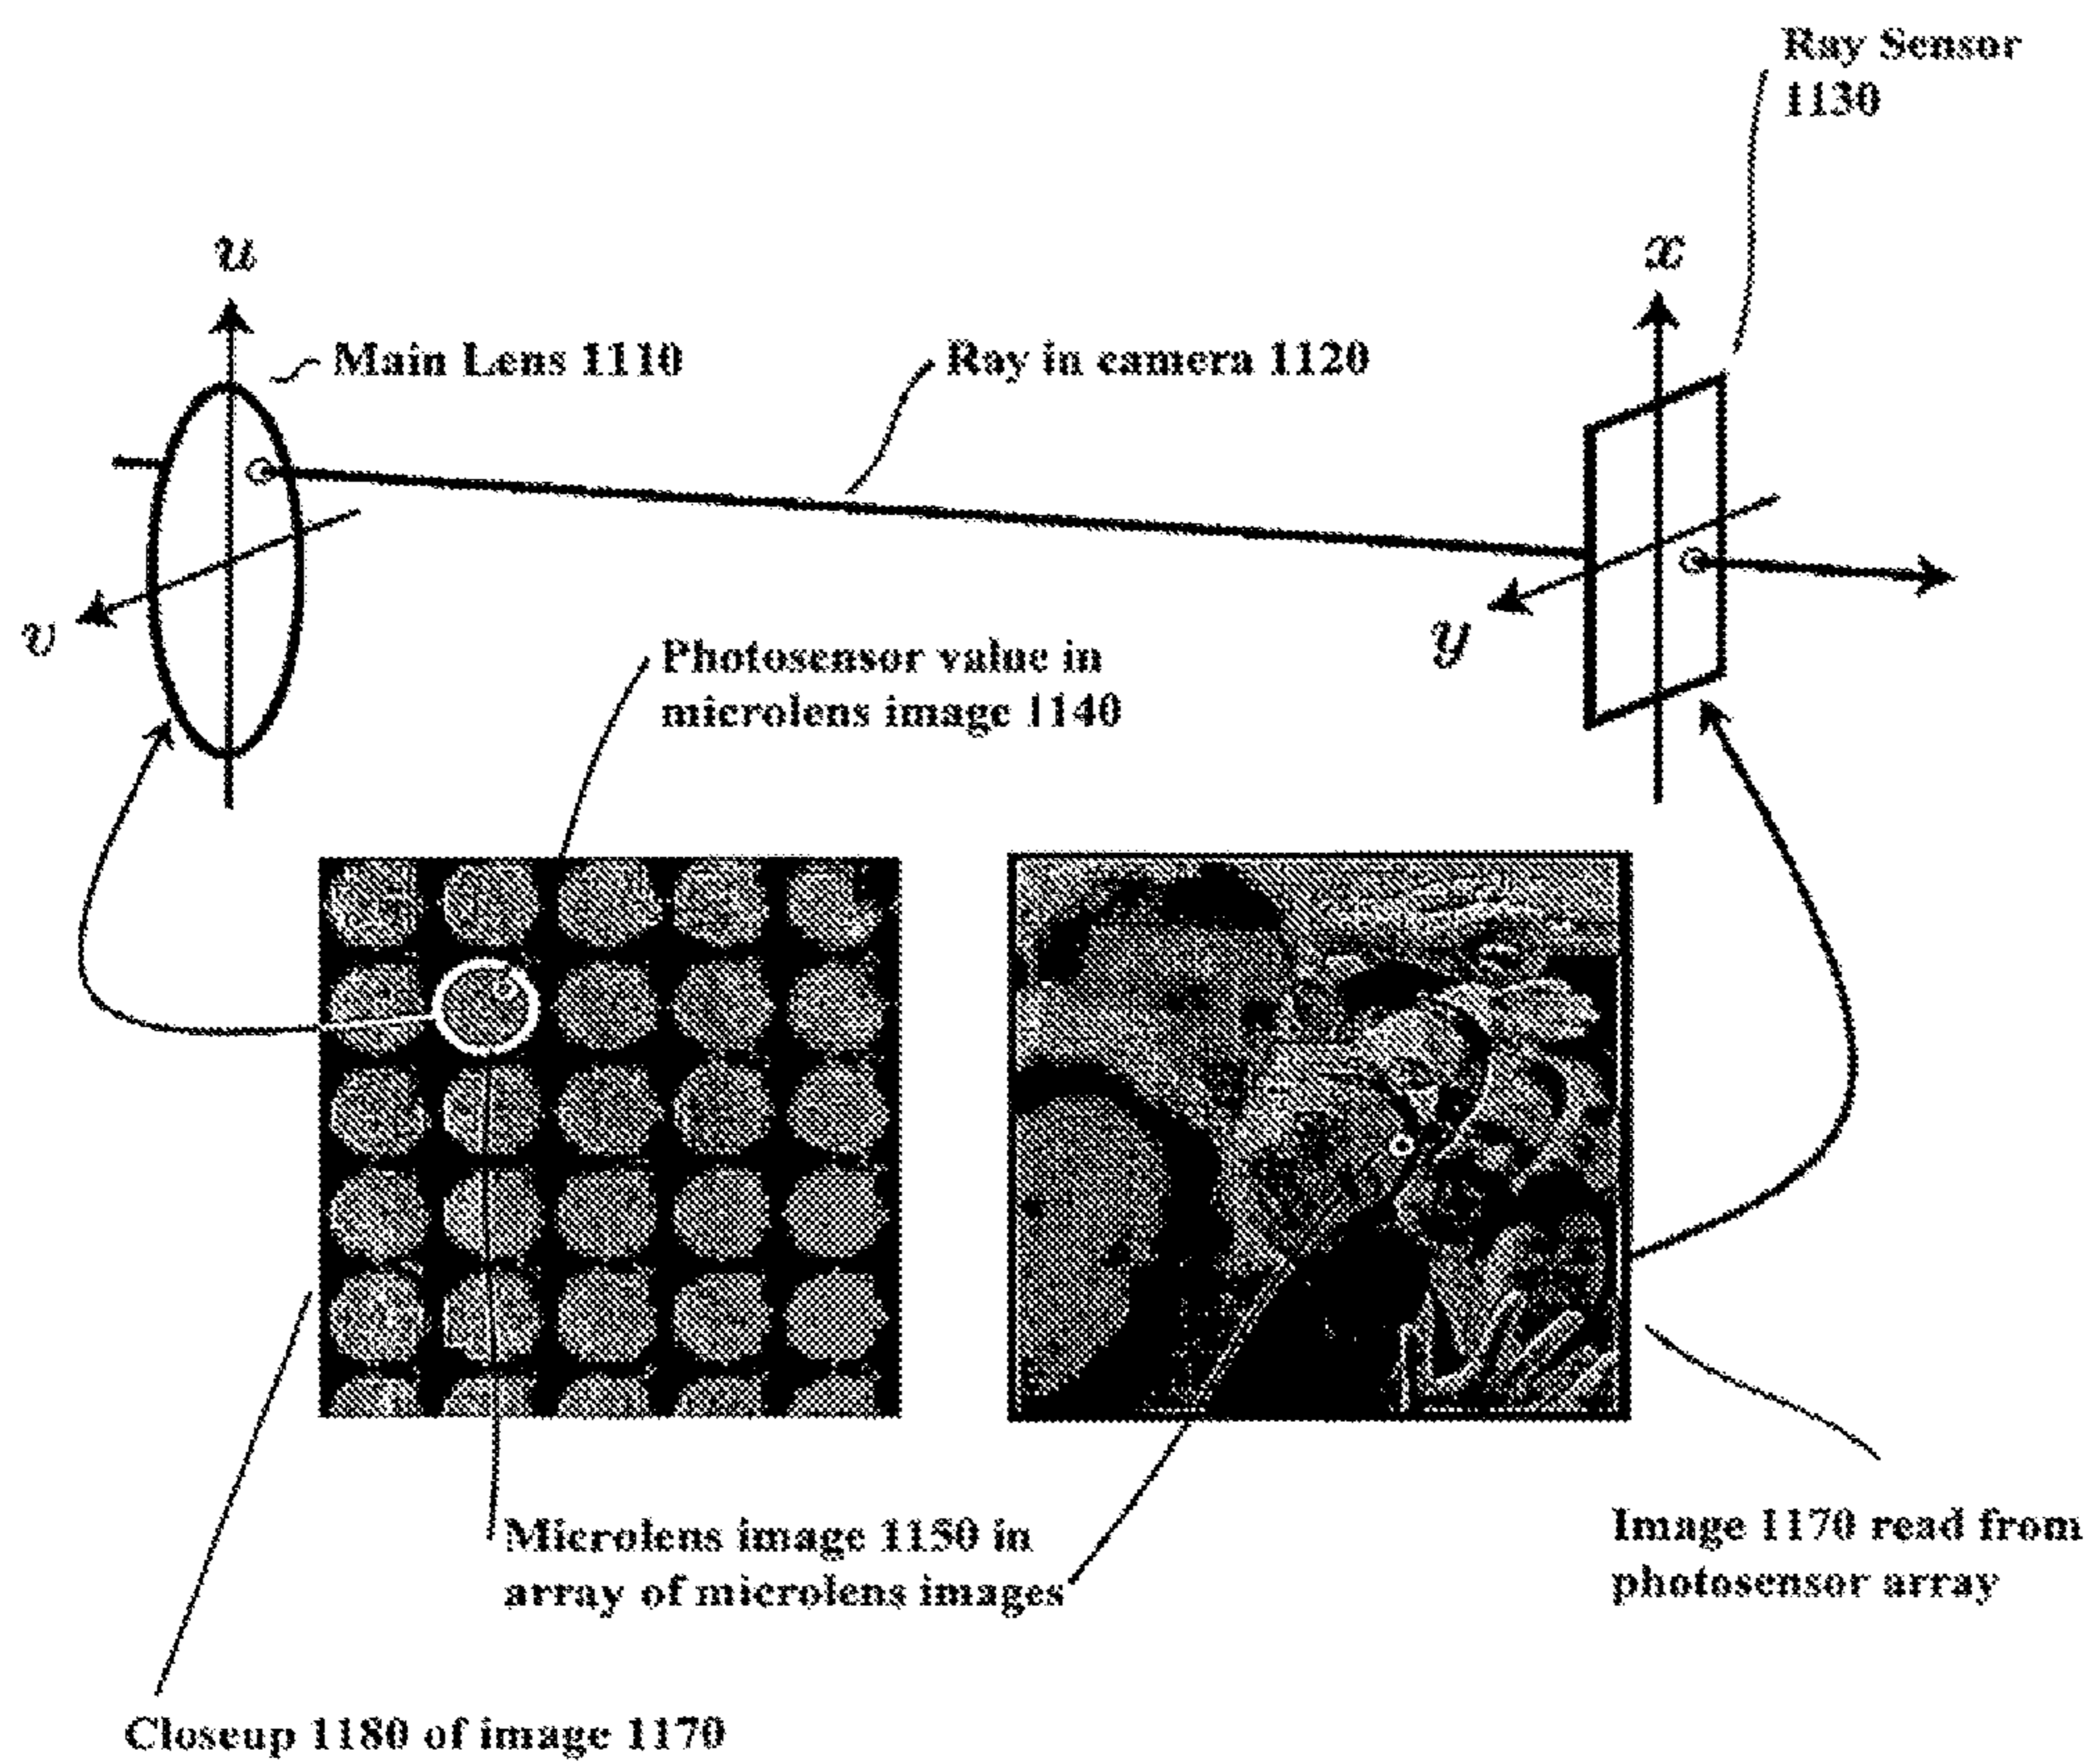 Ray Sensor
1130
u
x
Main Lens 1110
Ray in camera 1120
v
y
Photosensor value in
microlens image 1140
Microlens image 1150 in
array of microlens images
Image 1170 read from
photosensor array
Closeup 1180 of image 1170